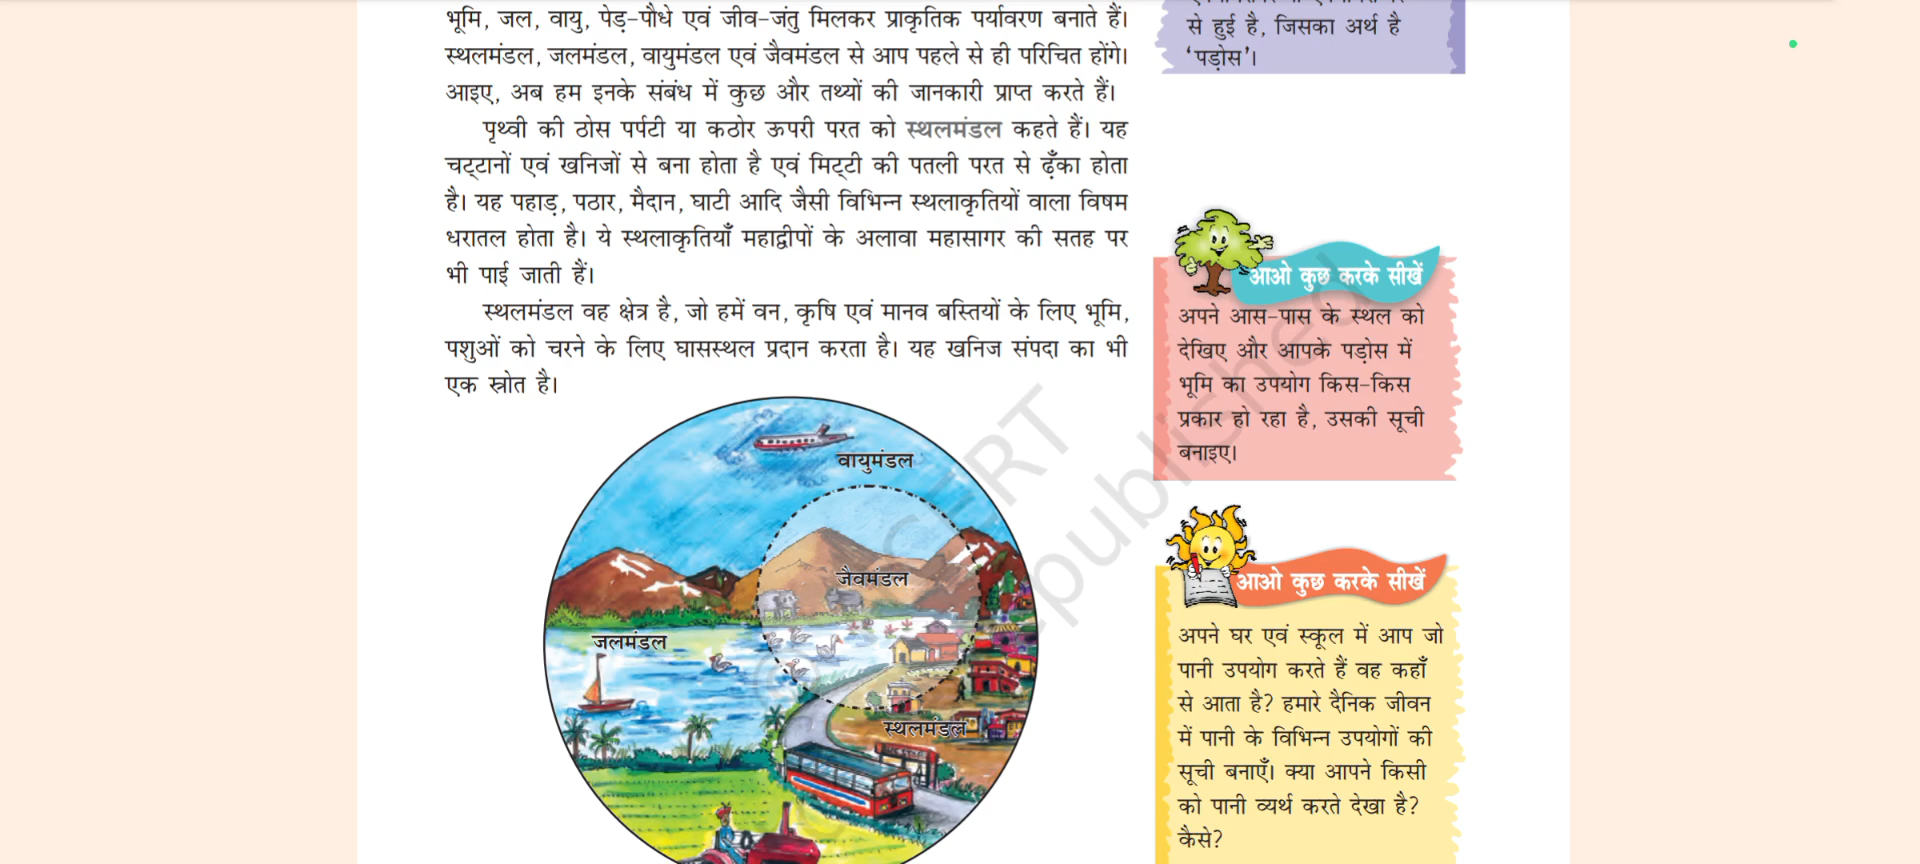 भूमि, जल, वायु, पेड़-पौधे एवं जीव-जंतु मिलकर प्राकृतिक पर्यावरण बनाते हैं।
स्थलमंडल, जलमंडल, वायुमंडल एवं जैवमंडल से आप पहले से ही परिचित होंगे।
आइए, अब हम इनके संबंध में कुछ और तथ्यों की जानकारी प्राप्त करते हैं।
पृथ्वी की ठोस पर्पटी या कठोर ऊपरी परत को स्थलमंडल कहते हैं। यह
चट्टानों एवं खनिजों से बना होता है एवं मिट्टी की पतली परत से ढ़ँका होता
है। यह पहाड़, पठार, मैदान, घाटी आदि जैसी विभिन्न स्थलाकृतियों वाला विषम
धरातल होता है। ये स्थलाकृतियाँ महाद्वीपों के अलावा महासागर की सतह पर
भी पाई जाती हैं।
स्थलमंडल वह क्षेत्र है, जो हमें वन, कृषि एवं मानव बस्तियों के लिए भूमि,
पशुओं को चरने के लिए घासस्थल प्रदान करता है। यह खनिज संपदा का भी
एक स्रोत है।
वायुमंडल
जैवमंडल
जलमंडल
स्थलमंडल
से हुई है, जिसका अर्थ है
‘पड़ोस’।
आओ कुछ करके सीखें
अपने आस-पास के स्थल को
देखिए और आपके पड़ोस में
भूमि का उपयोग किस-किस
प्रकार हो रहा है, उसकी सूची
बनाइए।
आओ कुछ करके सीखें
अपने घर एवं स्कूल में आप जो
पानी उपयोग करते हैं वह कहाँ
से आता है? हमारे दैनिक जीवन
में पानी के विभिन्न उपयोगों की
सूची बनाएँ। क्या आपने किसी
को पानी व्यर्थ करते देखा है?
कैसे?
© NCERT
republished